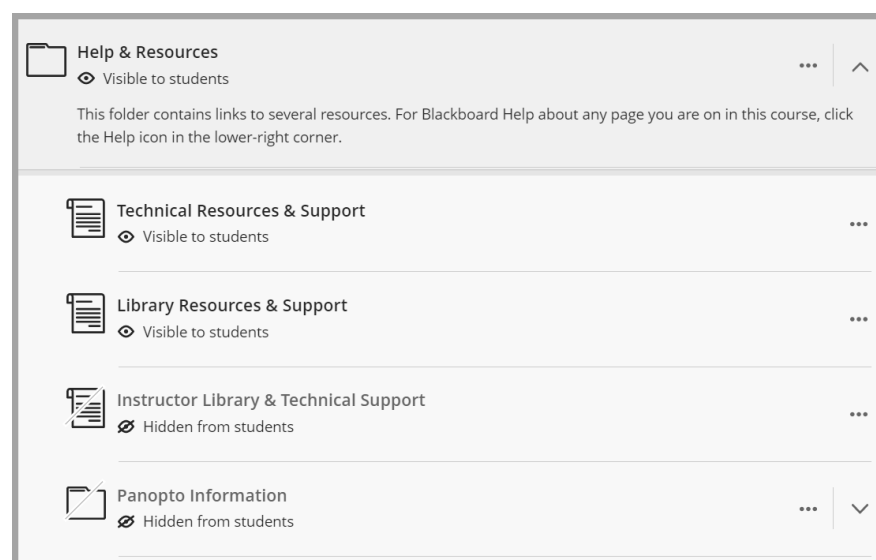 Help & Resources
Visible to students
This folder contains links to several resources. For Blackboard Help about any page you are on in this course, click
the Help icon in the lower-right corner.
Technical Resources & Support
Visible to students
Library Resources & Support
Visible to students
Instructor Library & Technical Support
Hidden from students
Panopto Information
Hidden from students